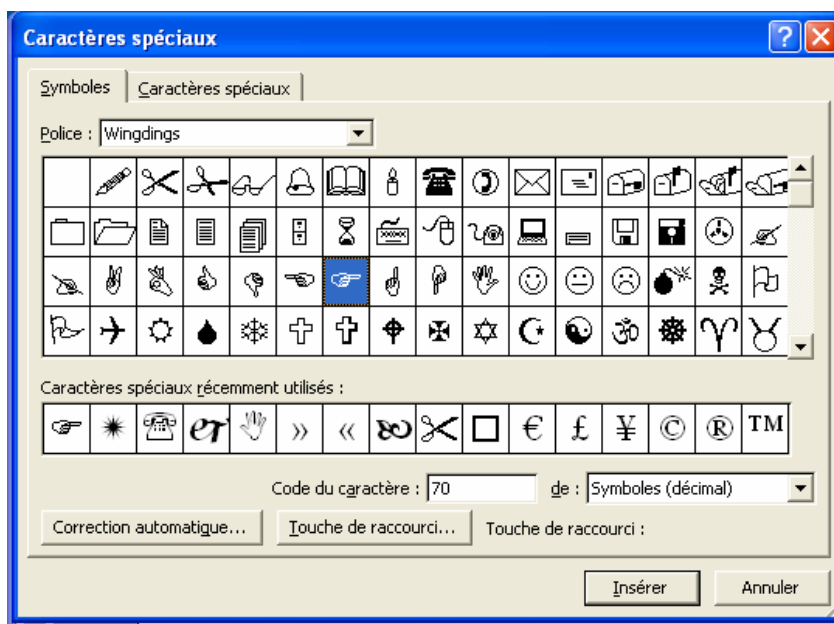 Caractères spéciaux
Symboles Caractères spéciaux
Police : Wingdings
Caractères spéciaux récemment utilisés :
» « € £ ¥ © ® TM
Code du caractère : 70 de : Symboles (décimal)
Correction automatique... Touche de raccourci... Touche de raccourci :
Insérer Annuler